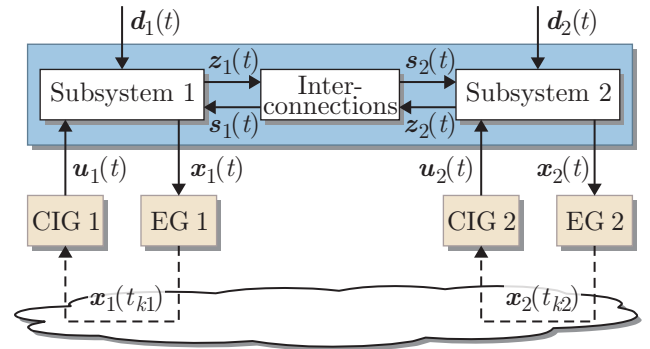 d₁(t) d₂(t)
z₁(t) s₂(t)
Subsystem 1 Inter-
connections Subsystem 2
s₁(t) z₂(t)
u₁(t) x₁(t) u₂(t) x₂(t)
CIG 1 EG 1 CIG 2 EG 2
x₁(tₖ₁) x₂(tₖ₂)